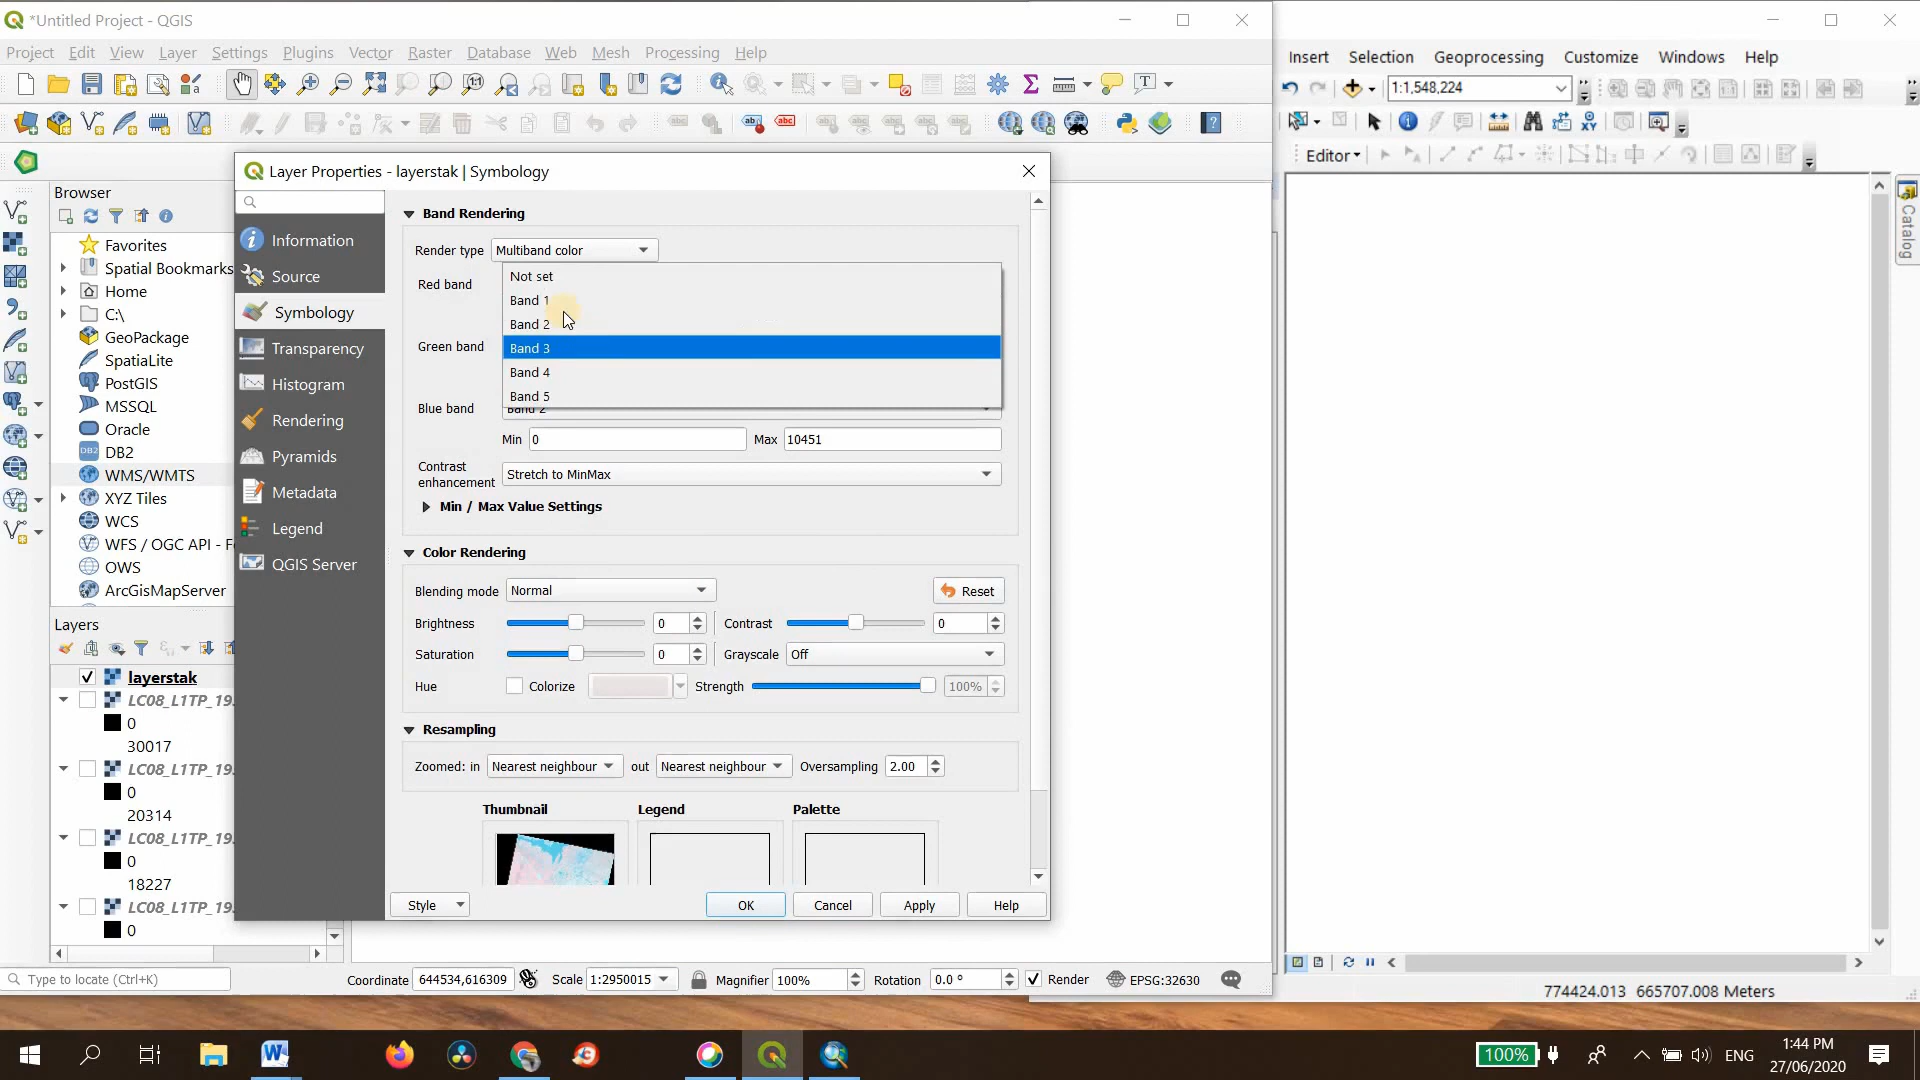 *Untitled Project - QGIS
Project Edit View Layer Settings Plugins Vector Raster Database Web Mesh Processing Help
Insert Selection Geoprocessing Customize Windows Help
1:1,548,224
Editor
Catalog
Browser
Favorites
Spatial Bookmarks
Home
C:\
GeoPackage
SpatiaLite
PostGIS
MSSQL
Oracle
DB2
WMS/WMTS
XYZ Tiles
WCS
WFS / OGC API - F
OWS
ArcGisMapServer
Layers
layerstak
LC08_L1TP_19
0
30017
LC08_L1TP_19
0
20314
LC08_L1TP_19
0
18227
LC08_L1TP_19
0
Layer Properties - layerstak | Symbology
Information
Source
Symbology
Transparency
Histogram
Rendering
Pyramids
Metadata
Legend
QGIS Server
Band Rendering
Render type Multiband color
Red band
Not set
Band 1
Band 2
Green band
Band 3
Band 4
Band 5
Blue band Band 2
Min 0 Max 10451
Contrast
enhancement Stretch to MinMax
Min / Max Value Settings
Color Rendering
Blending mode Normal Reset
Brightness 0 Contrast 0
Saturation 0 Grayscale Off
Hue Colorize Strength 100%
Resampling
Zoomed: in Nearest neighbour out Nearest neighbour Oversampling 2.00
Thumbnail Legend Palette
Style OK Cancel Apply Help
Type to locate (Ctrl+K) Coordinate 644534,616309 Scale 1:2950015 Magnifier 100% Rotation 0.0 ° Render EPSG:32630
774424.013 665707.008 Meters
100% ENG
1:44 PM
27/06/2020